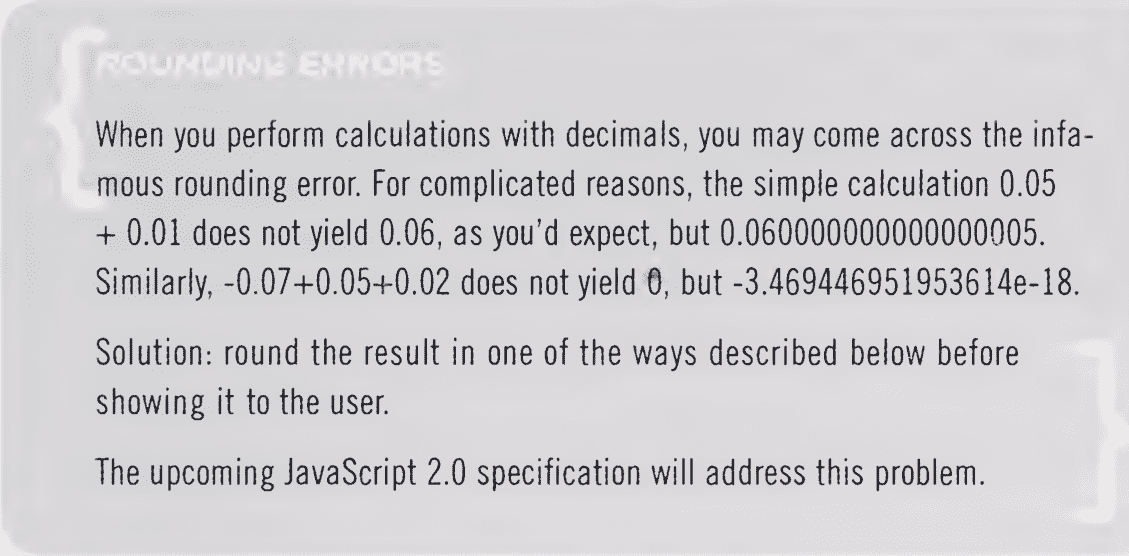 ROUNDING ERRORS
When you perform calculations with decimals, you may come across the infa-
mous rounding error. For complicated reasons, the simple calculation 0.05
+ 0.01 does not yield 0.06, as you'd expect, but 0.060000000000000005.
Similarly, -0.07+0.05+0.02 does not yield 0, but -3.469446951953614e-18.
Solution: round the result in one of the ways described below before
showing it to the user.
The upcoming JavaScript 2.0 specification will address this problem.